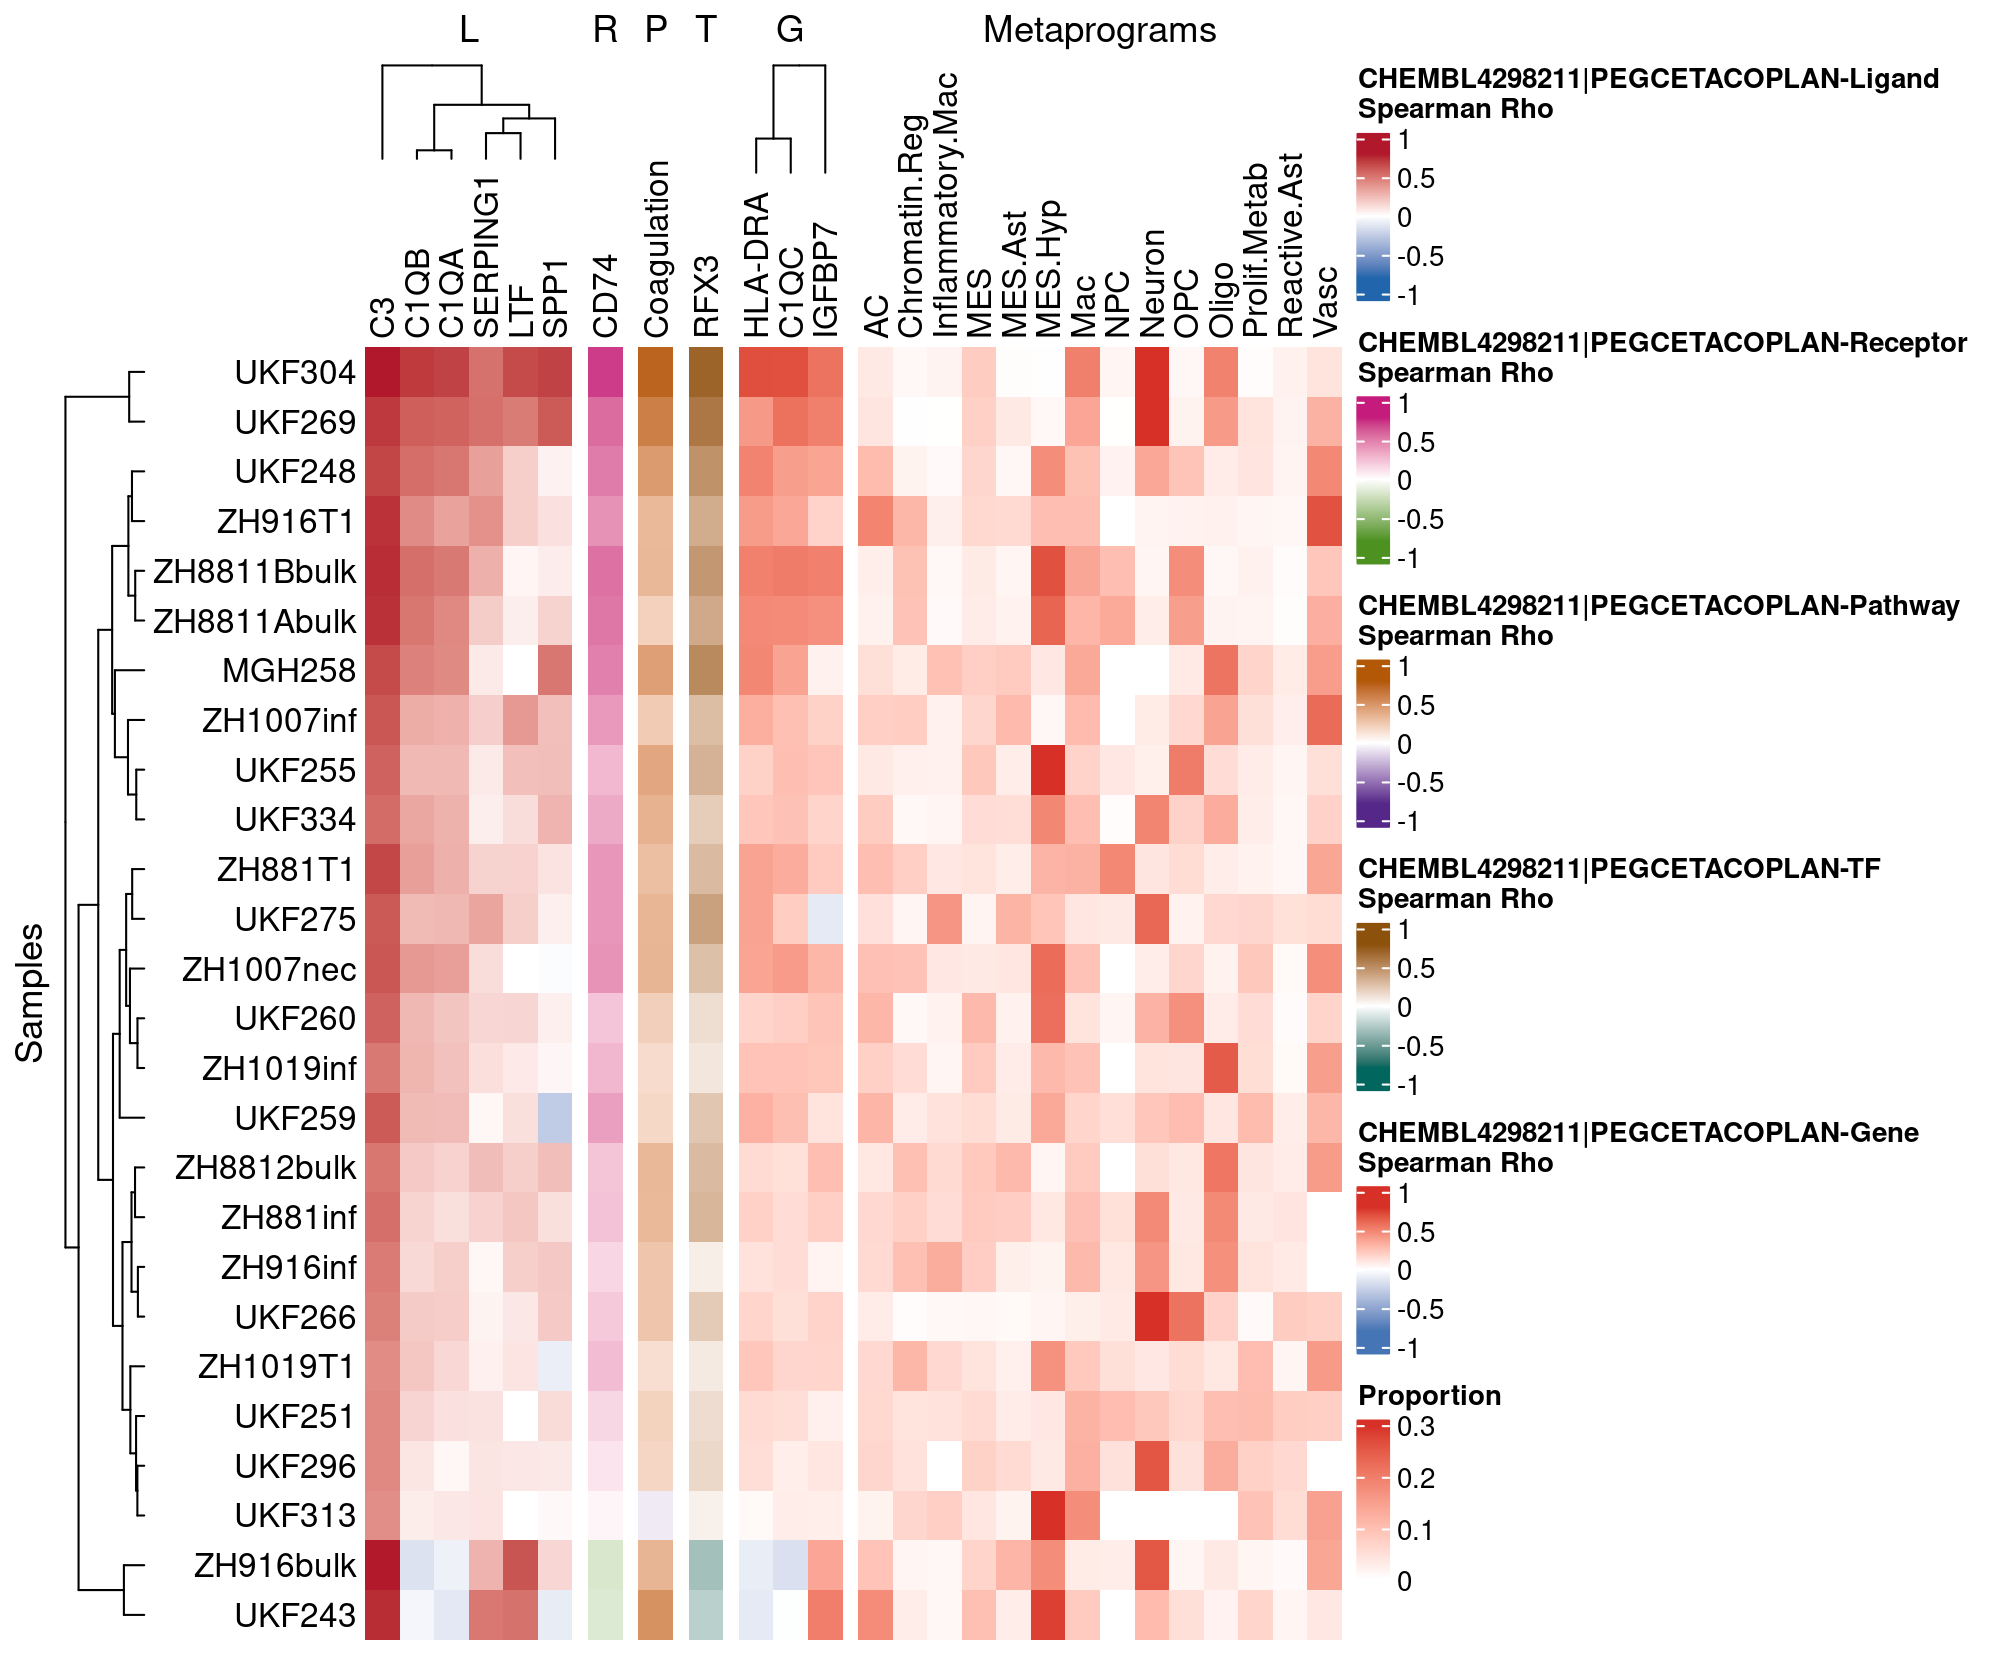 L R P T G Metaprograms
C3 C1QB C1QA SERPING1 LTF SPP1 CD74 Coagulation RFX3 HLA-DRA C1QC IGFBP7 AC Chromatin.Reg Inflammatory.Mac MES MES.Ast MES.Hyp Mac NPC Neuron OPC Oligo Prolif.Metab Reactive.Ast Vasc
Samples
UKF304
UKF269
UKF248
ZH916T1
ZH8811Bbulk
ZH8811Abulk
MGH258
ZH1007inf
UKF255
UKF334
ZH881T1
UKF275
ZH1007nec
UKF260
ZH1019inf
UKF259
ZH8812bulk
ZH881inf
ZH916inf
UKF266
ZH1019T1
UKF251
UKF296
UKF313
ZH916bulk
UKF243
CHEMBL4298211|PEGCETACOPLAN-Ligand
Spearman Rho
1
0.5
0
-0.5
-1
CHEMBL4298211|PEGCETACOPLAN-Receptor
Spearman Rho
1
0.5
0
-0.5
-1
CHEMBL4298211|PEGCETACOPLAN-Pathway
Spearman Rho
1
0.5
0
-0.5
-1
CHEMBL4298211|PEGCETACOPLAN-TF
Spearman Rho
1
0.5
0
-0.5
-1
CHEMBL4298211|PEGCETACOPLAN-Gene
Spearman Rho
1
0.5
0
-0.5
-1
Proportion
0.3
0.2
0.1
0